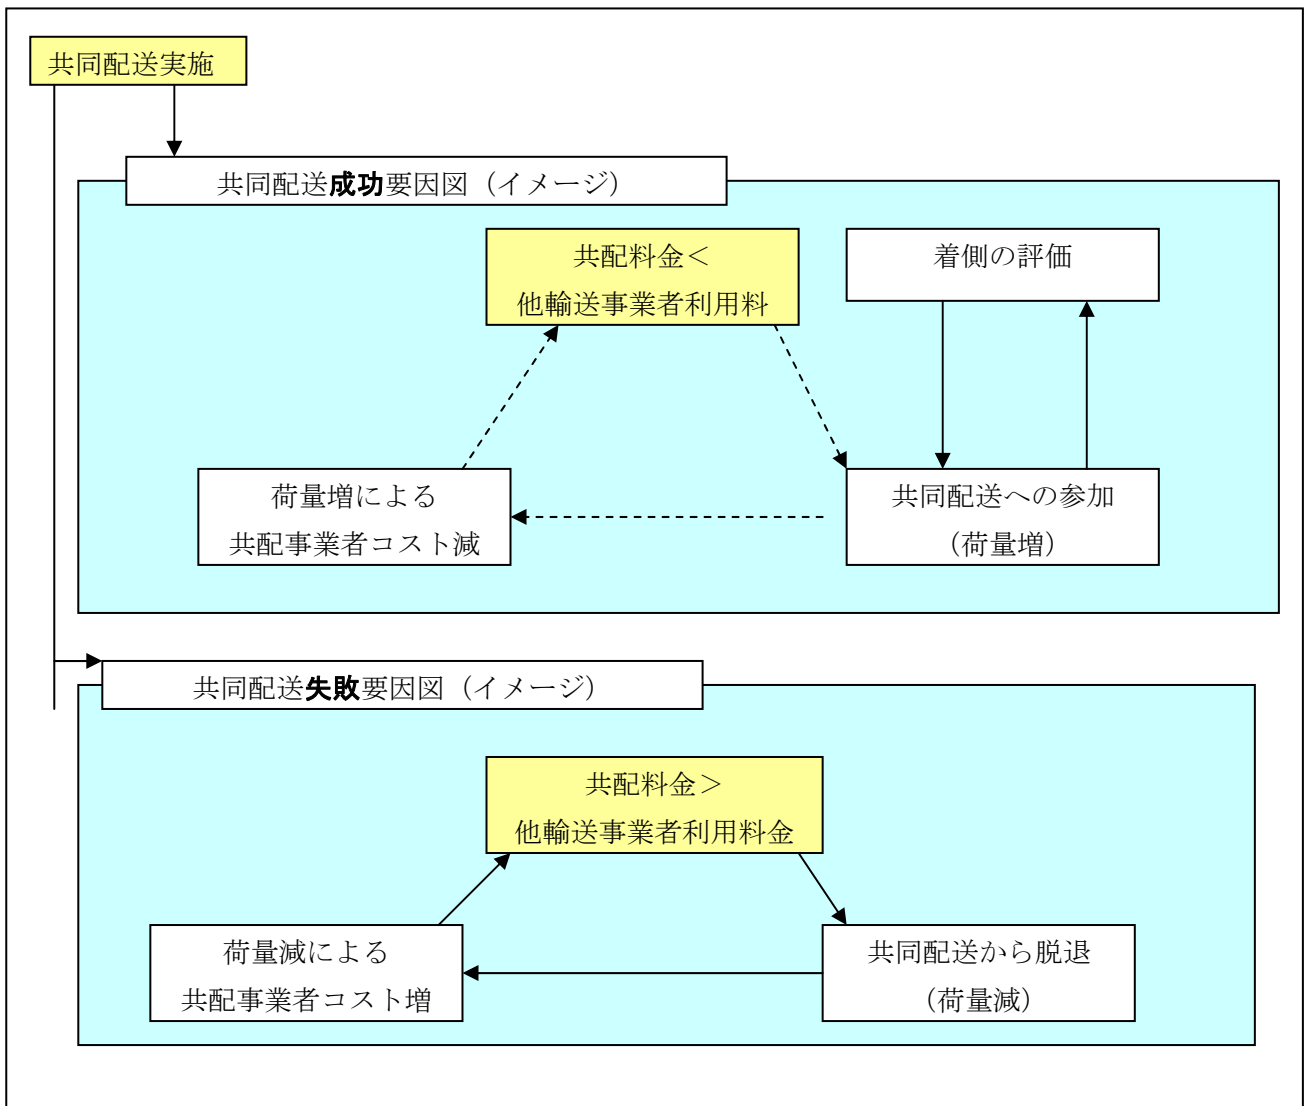 共同配送実施
共同配送成功要因図（イメージ）
共配料金＜
他輸送事業者利用料
着側の評価
荷量増による
共配事業者コスト減
共同配送への参加
（荷量増）
共同配送失敗要因図（イメージ）
共配料金＞
他輸送事業者利用料金
荷量減による
共配事業者コスト増
共同配送から脱退
（荷量減）